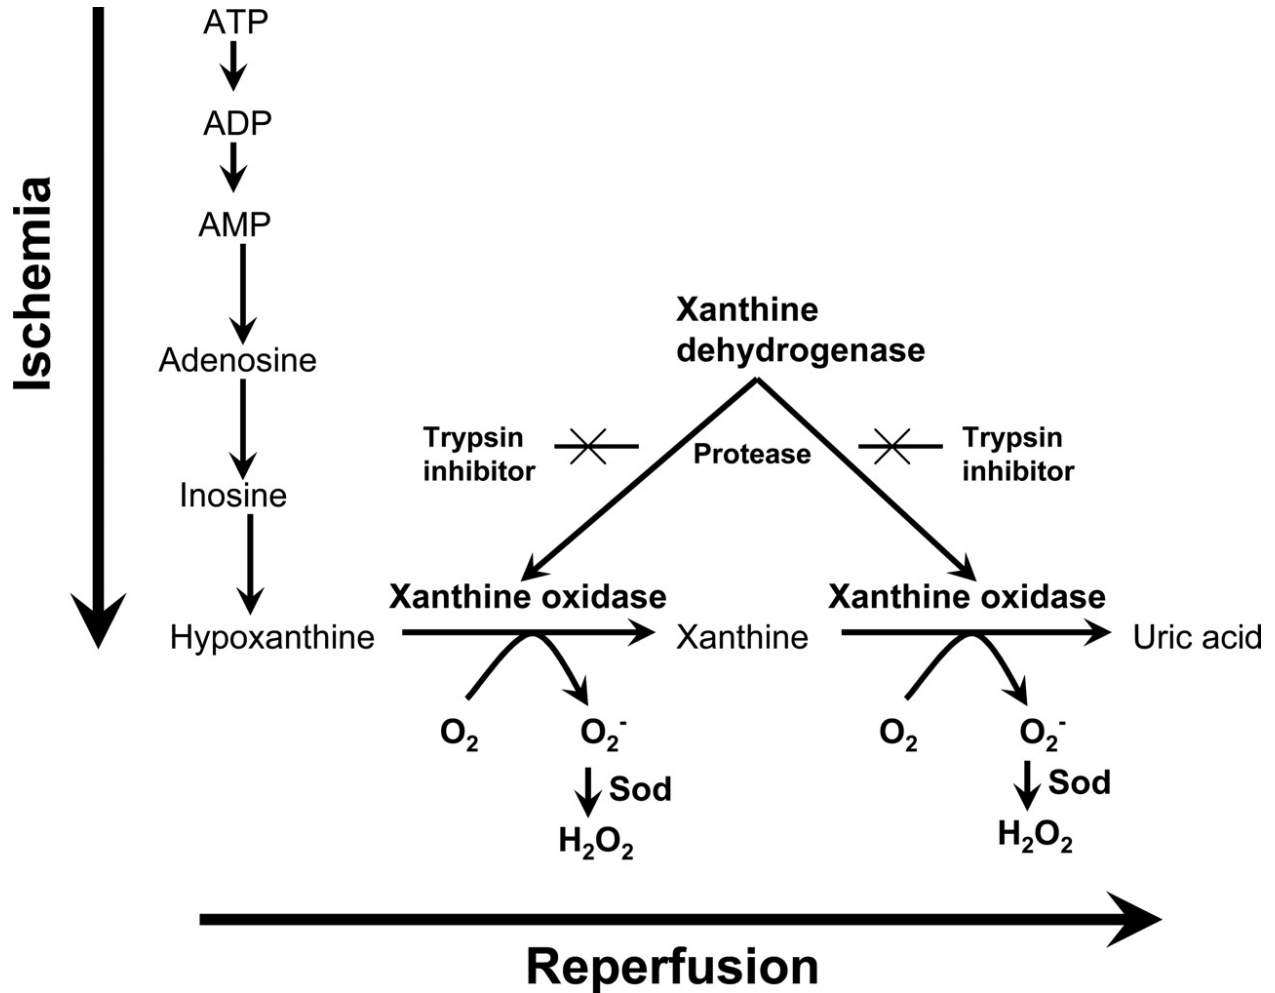 ATP
ADP
AMP
Ischemia
Xanthine
dehydrogenase
Adenosine
Trypsin
inhibitor
Protease
Trypsin
inhibitor
Inosine
Xanthine oxidase
Xanthine oxidase
Hypoxanthine
Xanthine
Uric acid
O₂
O₂⁻
O₂
O₂⁻
Sod
Sod
H₂O₂
H₂O₂
Reperfusion